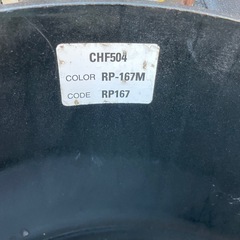 CHF504
COLOR RP-167M
CODE RP167